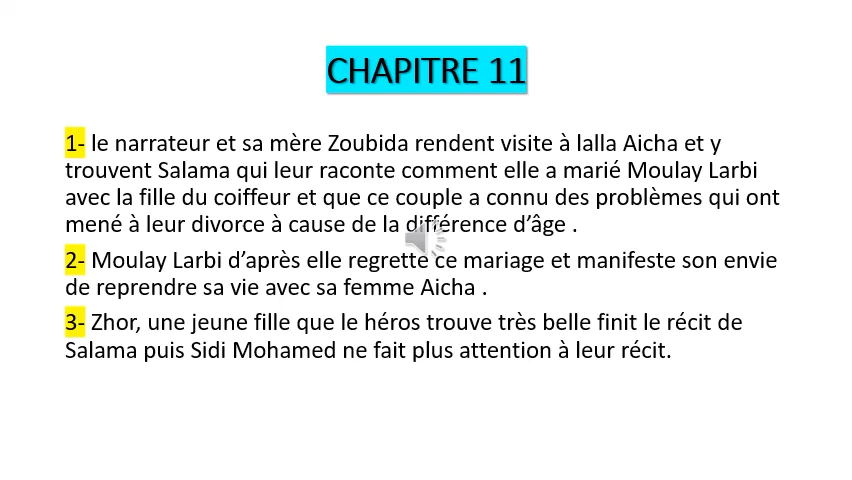 CHAPITRE 11
1- le narrateur et sa mère Zoubida rendent visite à lalla Aicha et y
trouvent Salama qui leur raconte comment elle a marié Moulay Larbi
avec la fille du coiffeur et que ce couple a connu des problèmes qui ont
mené à leur divorce à cause de la différence d’âge .
2- Moulay Larbi d’après elle regrette ce mariage et manifeste son envie
de reprendre sa vie avec sa femme Aicha .
3- Zhor, une jeune fille que le héros trouve très belle finit le récit de
Salama puis Sidi Mohamed ne fait plus attention à leur récit.